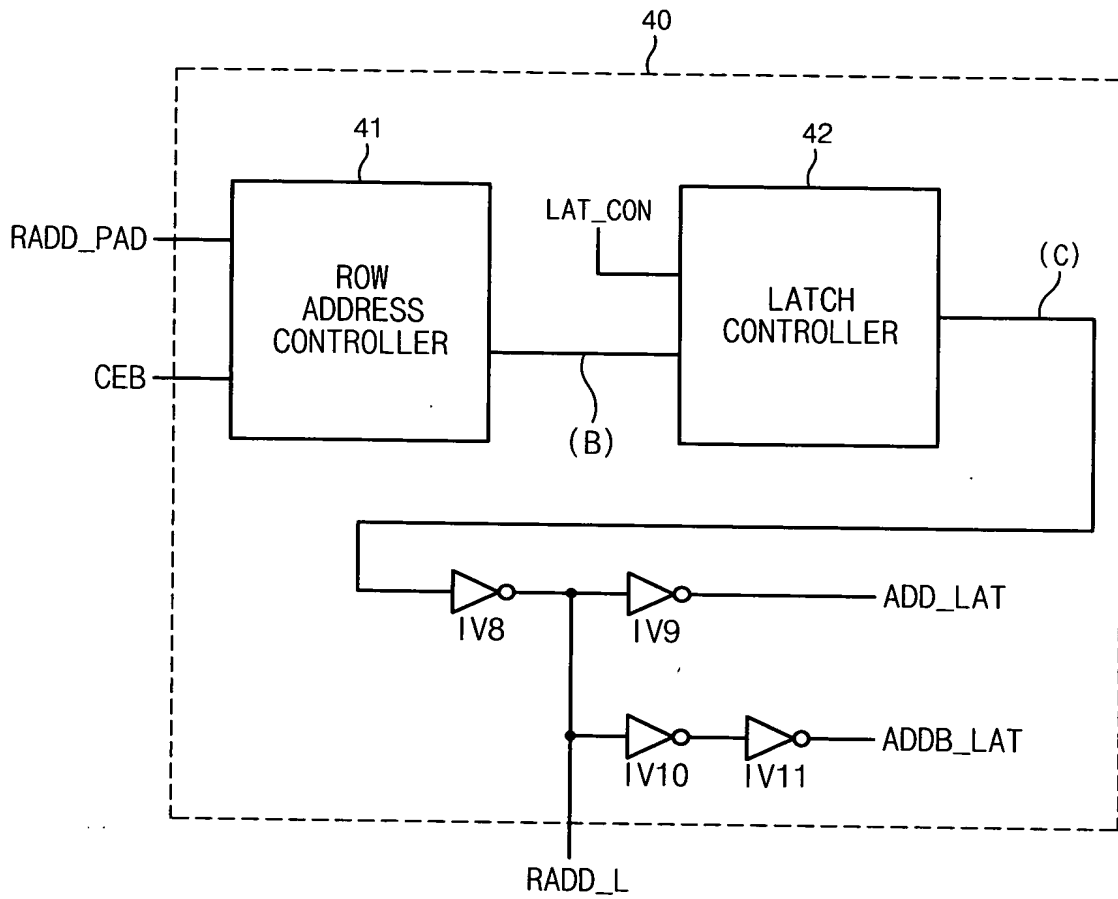 40
41
42
RADD_PAD
LAT_CON
(C)
ROW
ADDRESS
CONTROLLER
LATCH
CONTROLLER
CEB
(B)
IV8
IV9
ADD_LAT
IV10
IV11
ADDB_LAT
RADD_L